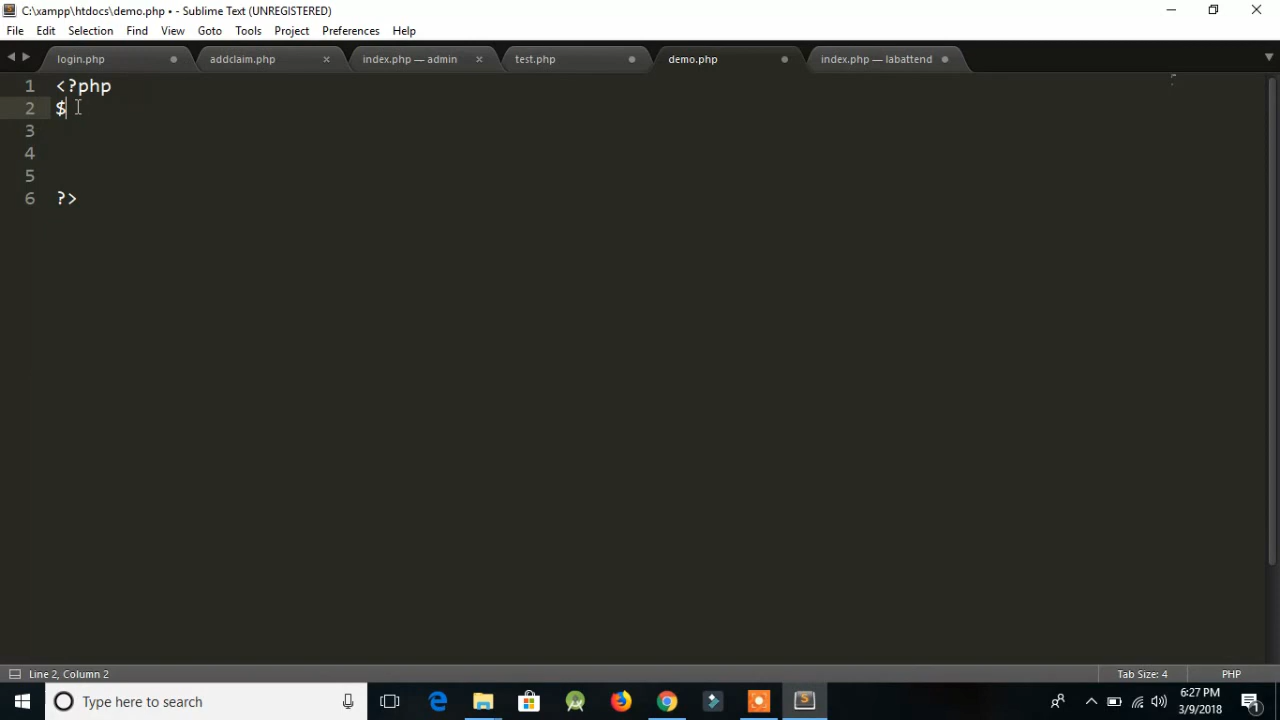 C:\xampp\htdocs\demo.php • - Sublime Text (UNREGISTERED)
File Edit Selection Find View Goto Tools Project Preferences Help
login.php addclaim.php index.php — admin test.php demo.php index.php — labattend
1 <?php
2 $
3
4
5
6 ?>
Line 2, Column 2 Tab Size: 4 PHP
Type here to search
6:27 PM
3/9/2018
1